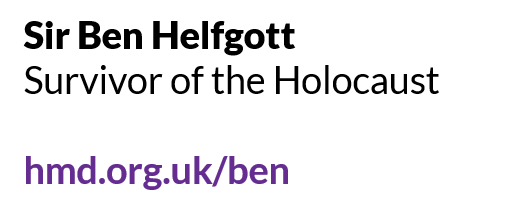 Sir Ben Helfgott
Survivor of the Holocaust
hmd.org.uk/ben